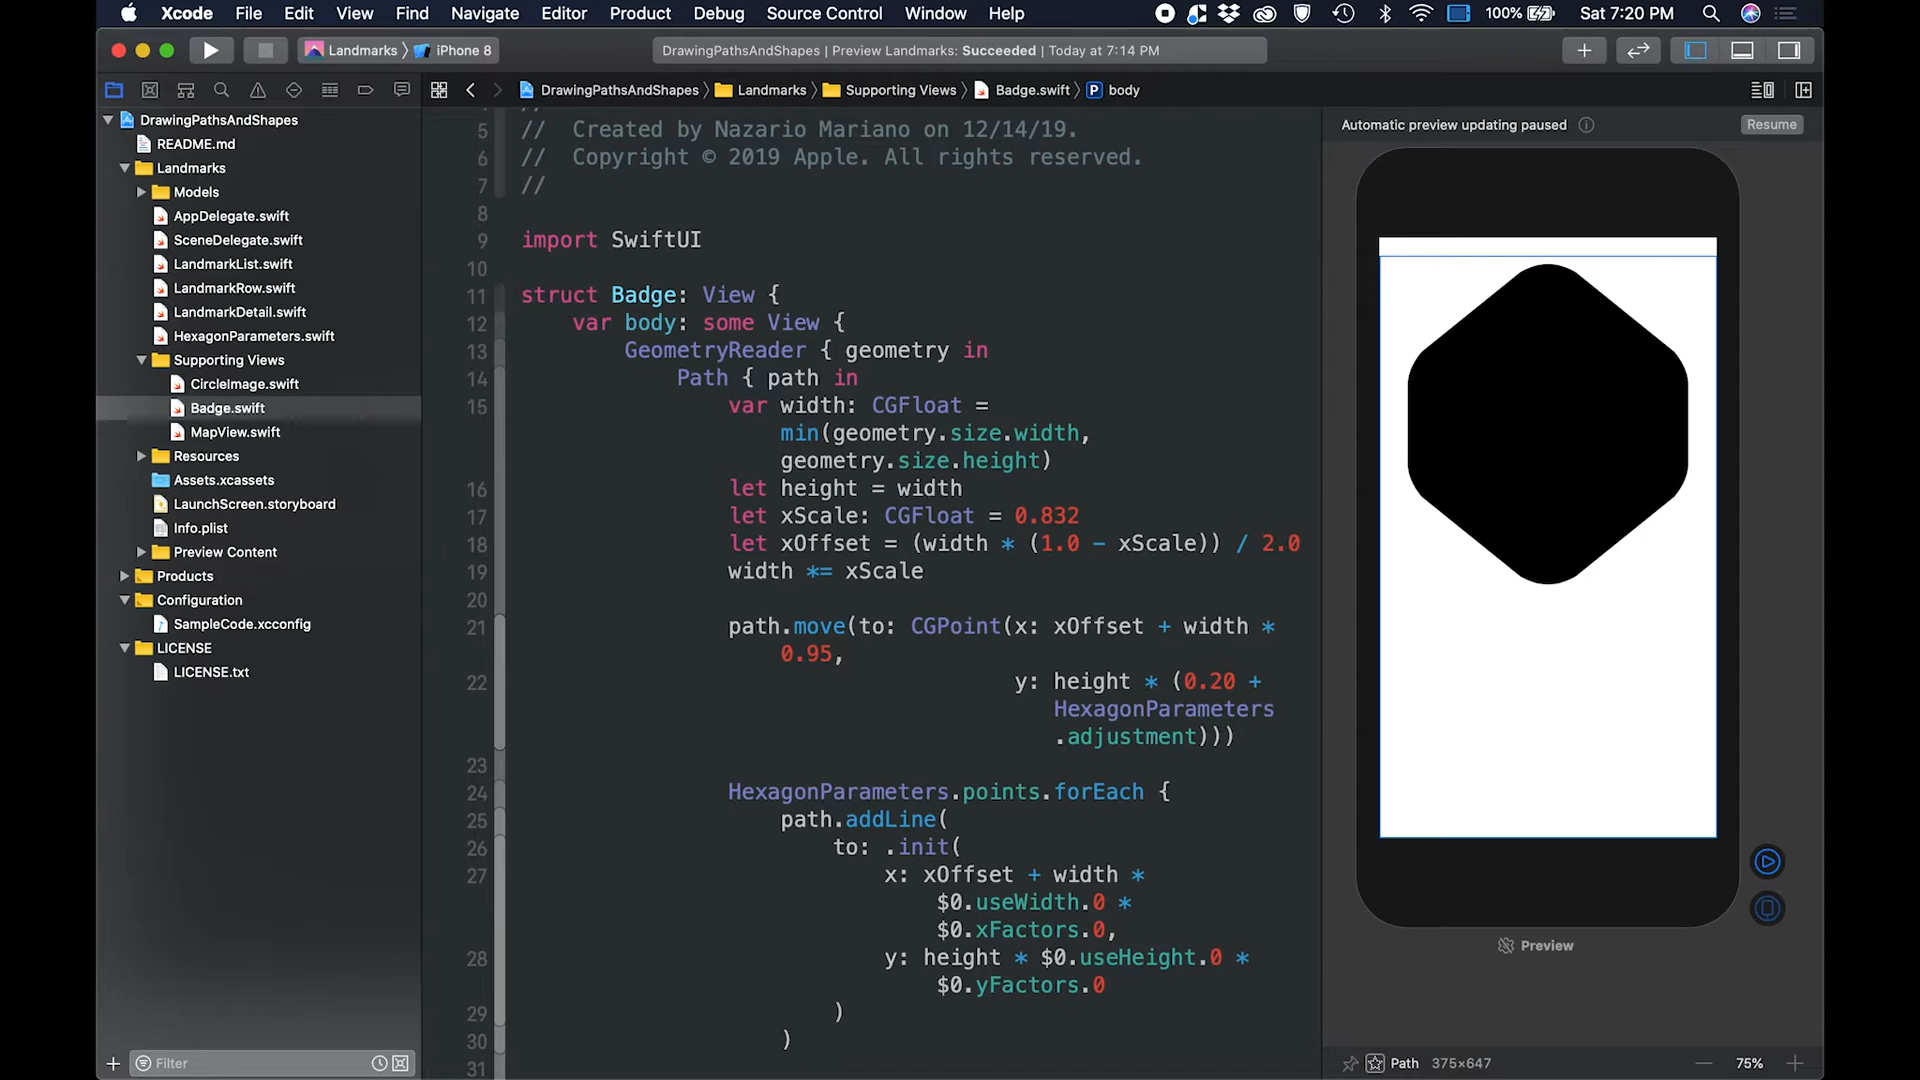 Xcode File Edit View Find Navigate Editor Product Debug Source Control Window Help 100% Sat 7:20 PM
Landmarks iPhone 8
DrawingPathsAndShapes | Preview Landmarks: Succeeded | Today at 7:14 PM
DrawingPathsAndShapes Landmarks Supporting Views Badge.swift P body
DrawingPathsAndShapes
README.md
Landmarks
Models
AppDelegate.swift
SceneDelegate.swift
LandmarkList.swift
LandmarkRow.swift
LandmarkDetail.swift
HexagonParameters.swift
Supporting Views
CircleImage.swift
Badge.swift
MapView.swift
Resources
Assets.xcassets
LaunchScreen.storyboard
Info.plist
Preview Content
Products
Configuration
SampleCode.xcconfig
LICENSE
LICENSE.txt
Filter
5 // Created by Nazario Mariano on 12/14/19.
6 // Copyright © 2019 Apple. All rights reserved.
7 //
8
9 import SwiftUI
10
11 struct Badge: View {
12 var body: some View {
13 GeometryReader { geometry in
14 Path { path in
15 var width: CGFloat =
min(geometry.size.width,
geometry.size.height)
16 let height = width
17 let xScale: CGFloat = 0.832
18 let xOffset = (width * (1.0 - xScale)) / 2.0
19 width *= xScale
20
21 path.move(to: CGPoint(x: xOffset + width *
0.95,
22 y: height * (0.20 +
HexagonParameters
.adjustment)))
23
24 HexagonParameters.points.forEach {
25 path.addLine(
26 to: .init(
27 x: xOffset + width *
$0.useWidth.0 *
$0.xFactors.0,
28 y: height * $0.useHeight.0 *
$0.yFactors.0
29 )
30 )
31
Automatic preview updating paused Resume
Preview
Path 375×647 75%